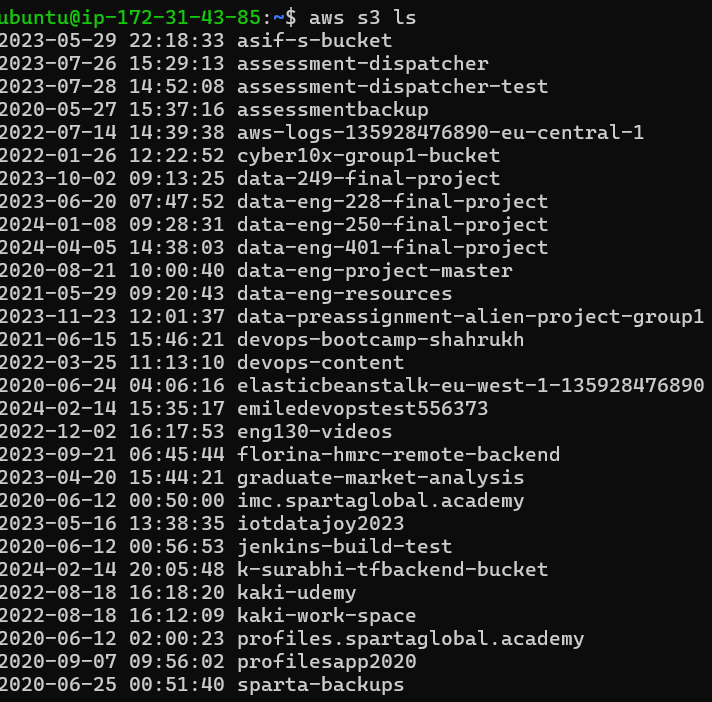 ubuntu@ip-172-31-43-85:~$ aws s3 ls
2023-05-29 22:18:33 asif-s-bucket
2023-07-26 15:29:13 assessment-dispatcher
2023-07-28 14:52:08 assessment-dispatcher-test
2020-05-27 15:37:16 assessmentbackup
2022-07-14 14:39:38 aws-logs-135928476890-eu-central-1
2022-01-26 12:22:52 cyber10x-group1-bucket
2023-10-02 09:13:25 data-249-final-project
2023-06-20 07:47:52 data-eng-228-final-project
2024-01-08 09:28:31 data-eng-250-final-project
2024-04-05 14:38:03 data-eng-401-final-project
2020-08-21 10:00:40 data-eng-project-master
2021-05-29 09:20:43 data-eng-resources
2023-11-23 12:01:37 data-preassignment-alien-project-group1
2021-06-15 15:46:21 devops-bootcamp-shahrukh
2022-03-25 11:13:10 devops-content
2020-06-24 04:06:16 elasticbeanstalk-eu-west-1-135928476890
2024-02-14 15:35:17 emiledevopstest556373
2022-12-02 16:17:53 eng130-videos
2023-09-21 06:45:44 florina-hmrc-remote-backend
2023-04-20 15:44:21 graduate-market-analysis
2020-06-12 00:50:00 imc.spartaglobal.academy
2023-05-16 13:38:35 iotdatajoy2023
2020-06-12 00:56:53 jenkins-build-test
2024-02-14 20:05:48 k-surabhi-tfbackend-bucket
2022-08-18 16:18:20 kaki-udemy
2022-08-18 16:12:09 kaki-work-space
2020-06-12 02:00:23 profiles.spartaglobal.academy
2020-09-07 09:56:02 profilesapp2020
2020-06-25 00:51:40 sparta-backups